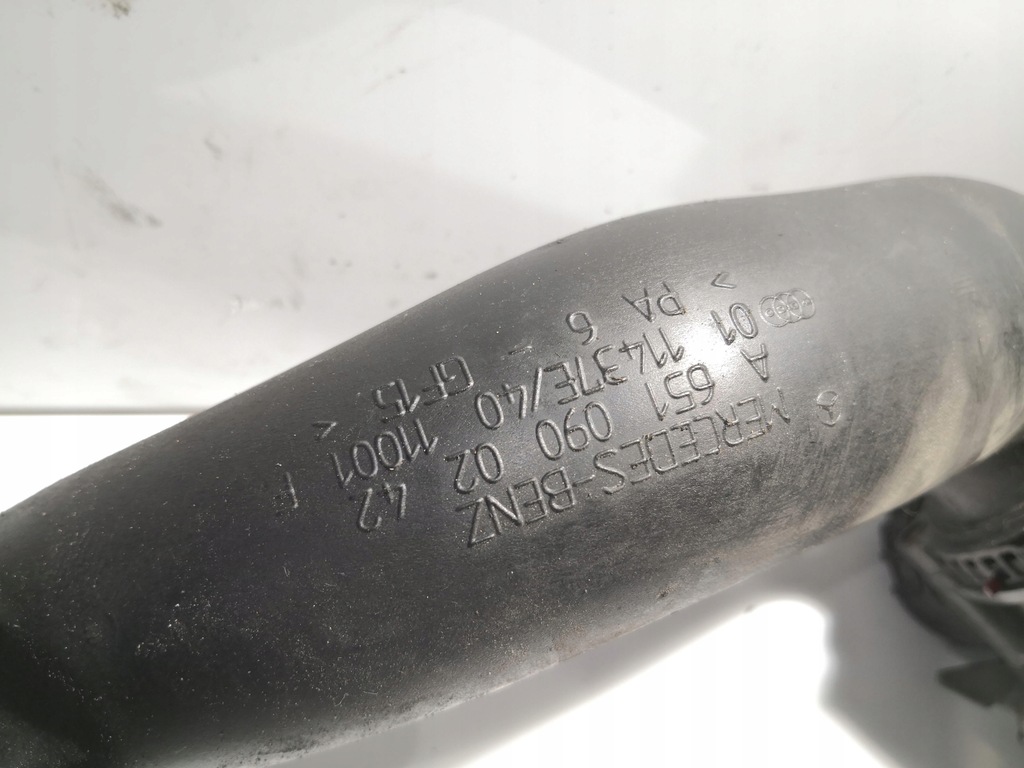 MERCEDES-BENZ
A 651 090 02 42
01 11437E/40 11001 F
> PA 6 - GF15 <